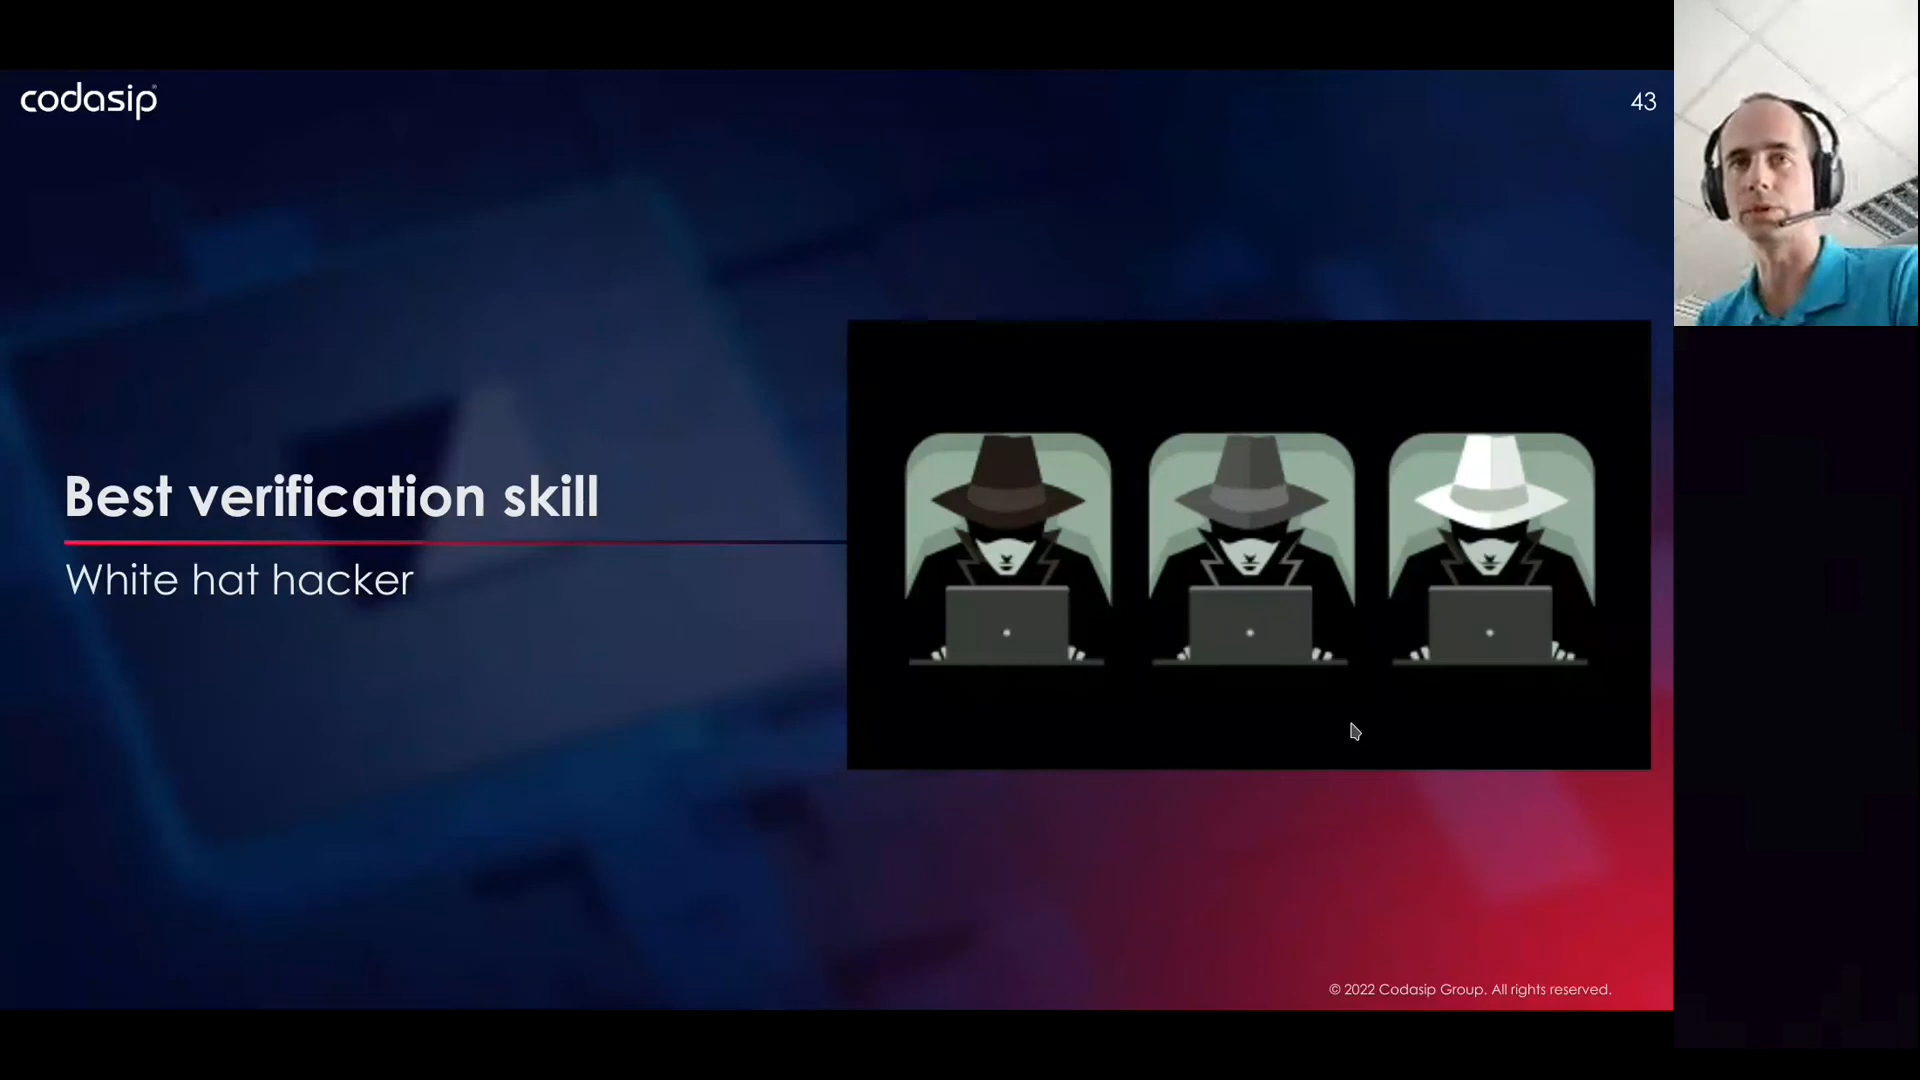 codasip
43
Best verification skill
White hat hacker
© 2022 Codasip Group. All rights reserved.